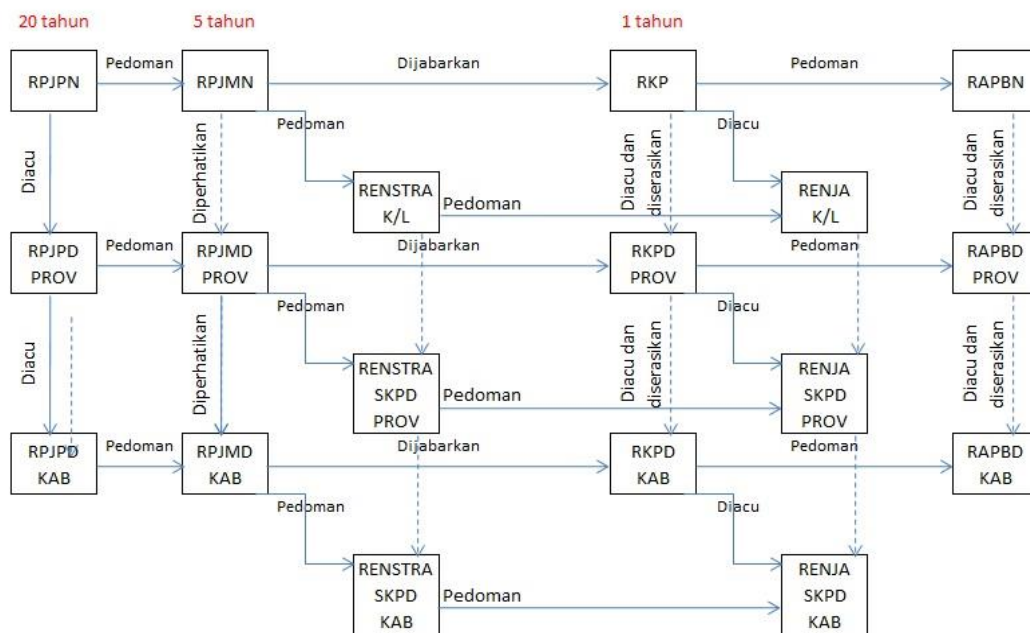 20 tahun
5 tahun
1 tahun
RPJPN
Pedoman
RPJMN
Dijabarkan
RKP
Pedoman
RAPBN
Diacu
Diperhatikan
Pedoman
Diacu dan
diserasikan
Diacu
Diacu dan
diserasikan
RENSTRA
K/L
Pedoman
RENJA
K/L
RPJPD
PROV
Pedoman
RPJMD
PROV
Dijabarkan
RKPD
PROV
Pedoman
RAPBD
PROV
Diacu
Diperhatikan
Pedoman
Diacu dan
diserasikan
Diacu
Diacu dan
diserasikan
RENSTRA
SKPD
PROV
Pedoman
RENJA
SKPD
PROV
RPJPD
KAB
Pedoman
RPJMD
KAB
Dijabarkan
RKPD
KAB
Pedoman
RAPBD
KAB
Pedoman
Diacu
RENSTRA
SKPD
KAB
Pedoman
RENJA
SKPD
KAB